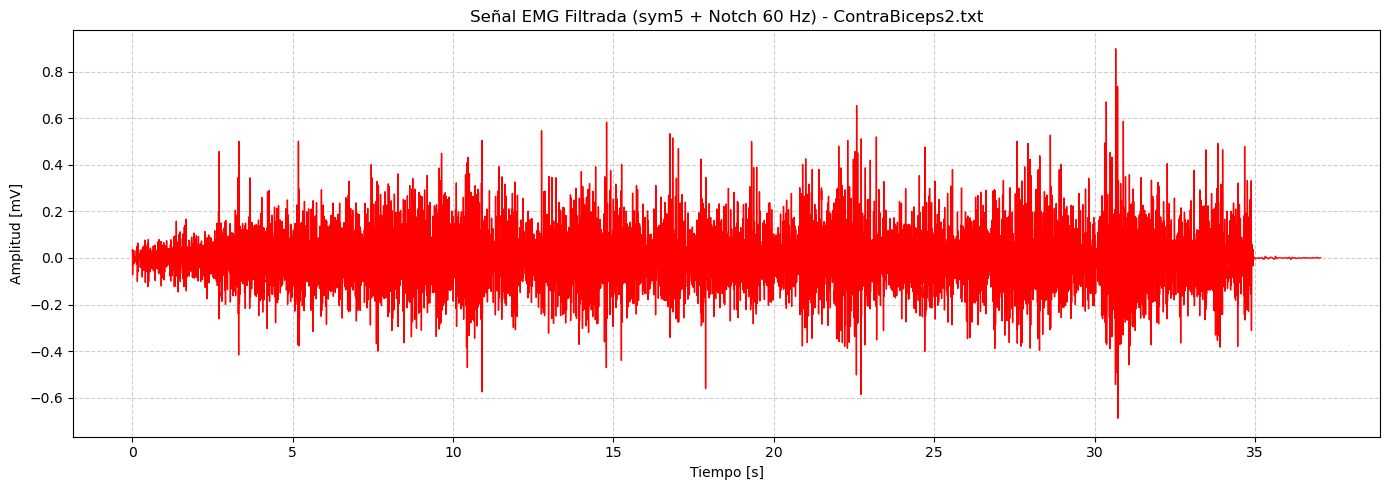 Señal EMG Filtrada (sym5 + Notch 60 Hz) - ContraBiceps2.txt
Amplitud [mV]
0.8
0.6
0.4
0.2
0.0
−0.2
−0.4
−0.6
0 5 10 15 20 25 30 35
Tiempo [s]